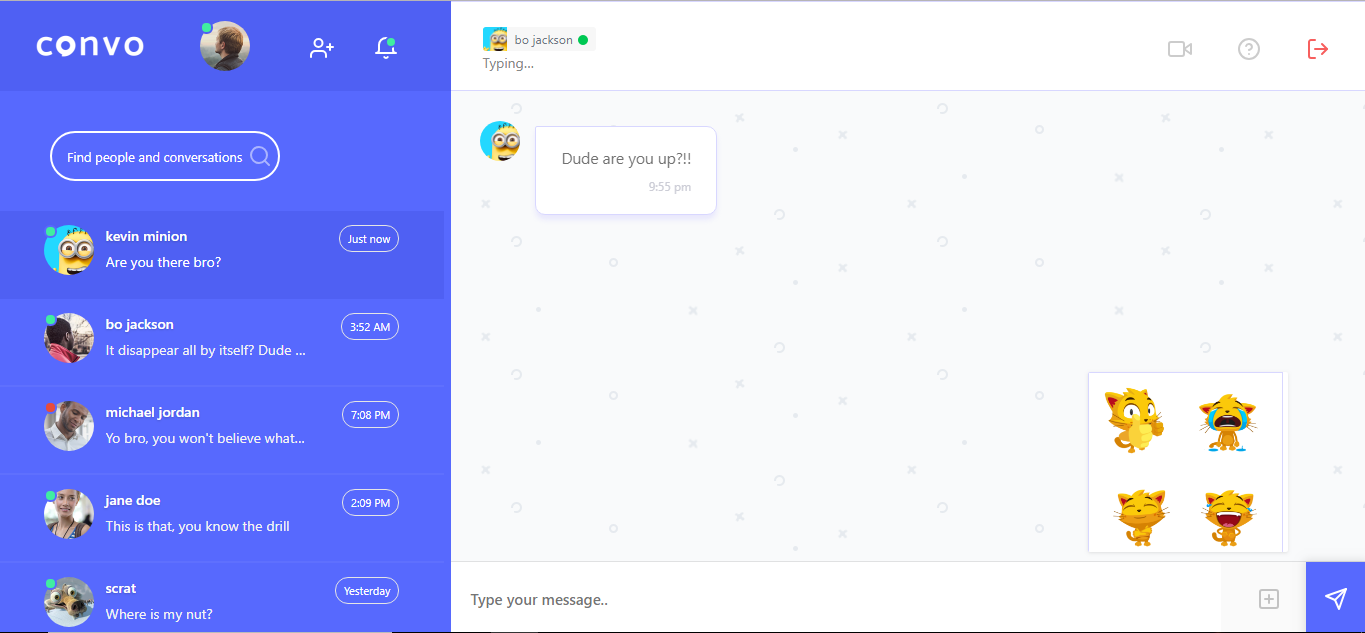 convo
Find people and conversations
kevin minion
Just now
Are you there bro?
bo jackson
3:52 AM
It disappear all by itself? Dude ...
michael jordan
7:08 PM
Yo bro, you won't believe what...
jane doe
2:09 PM
This is that, you know the drill
scrat
Yesterday
Where is my nut?
bo jackson
Typing...
Dude are you up?!!
9:55 pm
Type your message..